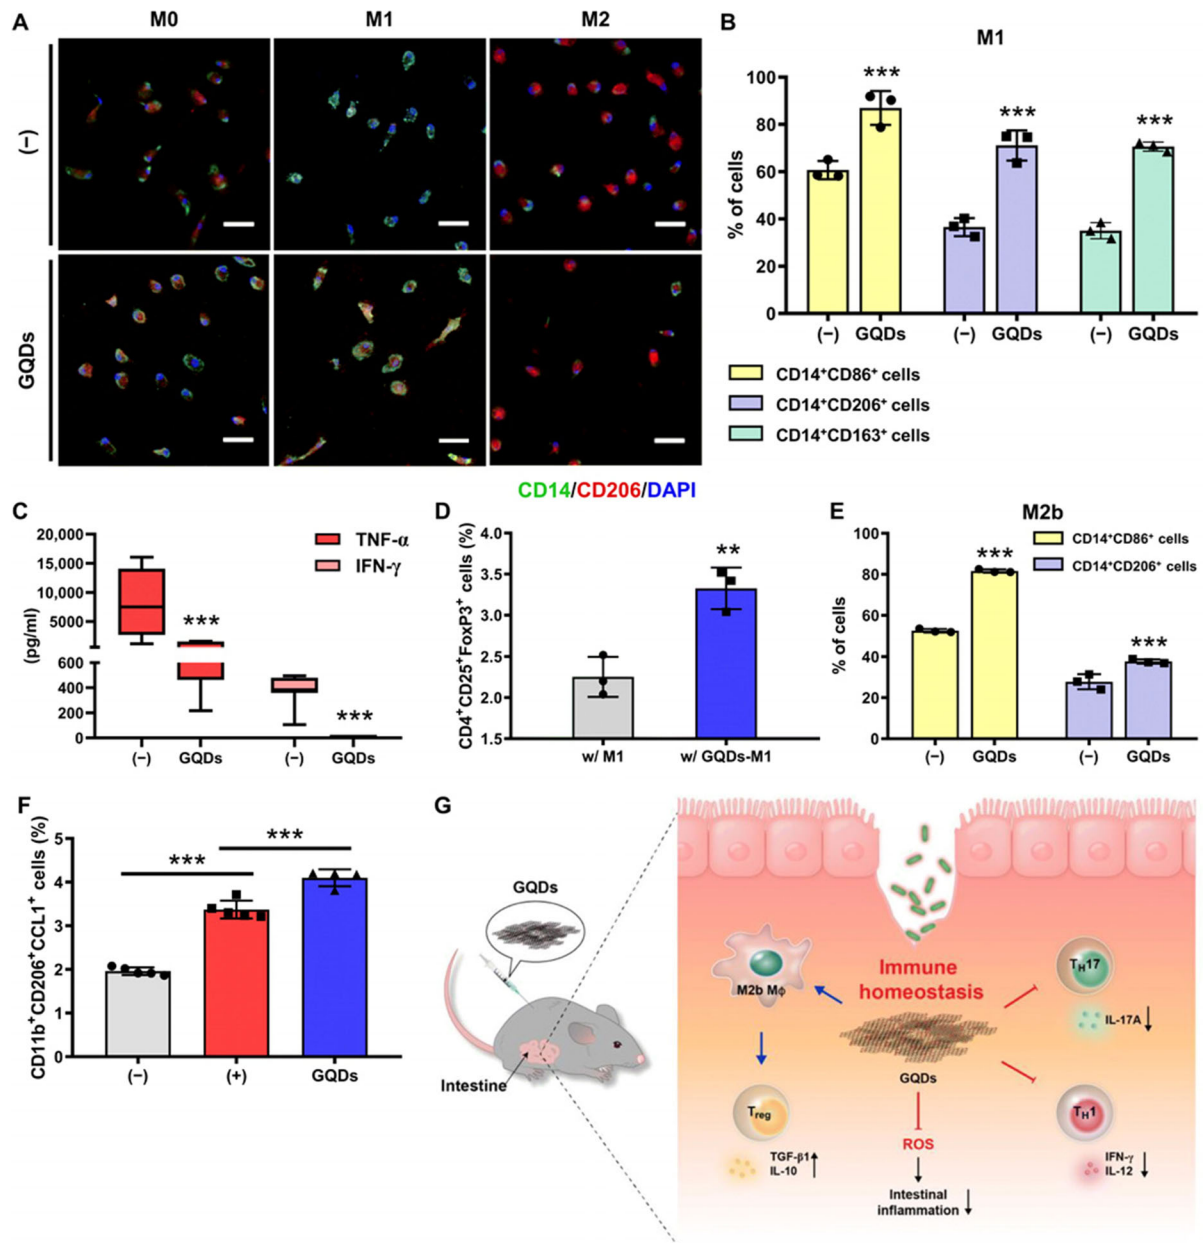 A
M0
M1
M2
(−)
GQDs
CD14/CD206/DAPI
B
M1
% of cells
100
80
60
40
20
0
***
***
***
(−)
GQDs
(−)
GQDs
(−)
GQDs
CD14⁺CD86⁺ cells
CD14⁺CD206⁺ cells
CD14⁺CD163⁺ cells
C
(pg/ml)
20,000
15,000
10,000
5000
600
400
200
0
TNF-α
IFN-γ
***
***
(−)
GQDs
(−)
GQDs
D
CD4⁺CD25⁺FoxP3⁺ cells (%)
4.0
3.5
3.0
2.5
2.0
1.5
**
w/ M1
w/ GQDs-M1
E
M2b
% of cells
100
80
60
40
20
0
CD14⁺CD86⁺ cells
CD14⁺CD206⁺ cells
***
***
(−)
GQDs
(−)
GQDs
F
CD11b⁺CD206⁺CCL1⁺ cells (%)
5
4
3
2
1
0
***
***
(−)
(+)
GQDs
G
GQDs
Intestine
M2b Mϕ
Immune
homeostasis
GQDs
TH17
IL-17A
Treg
TGF-β1
IL-10
ROS
Intestinal
inflammation
TH1
IFN-γ
IL-12